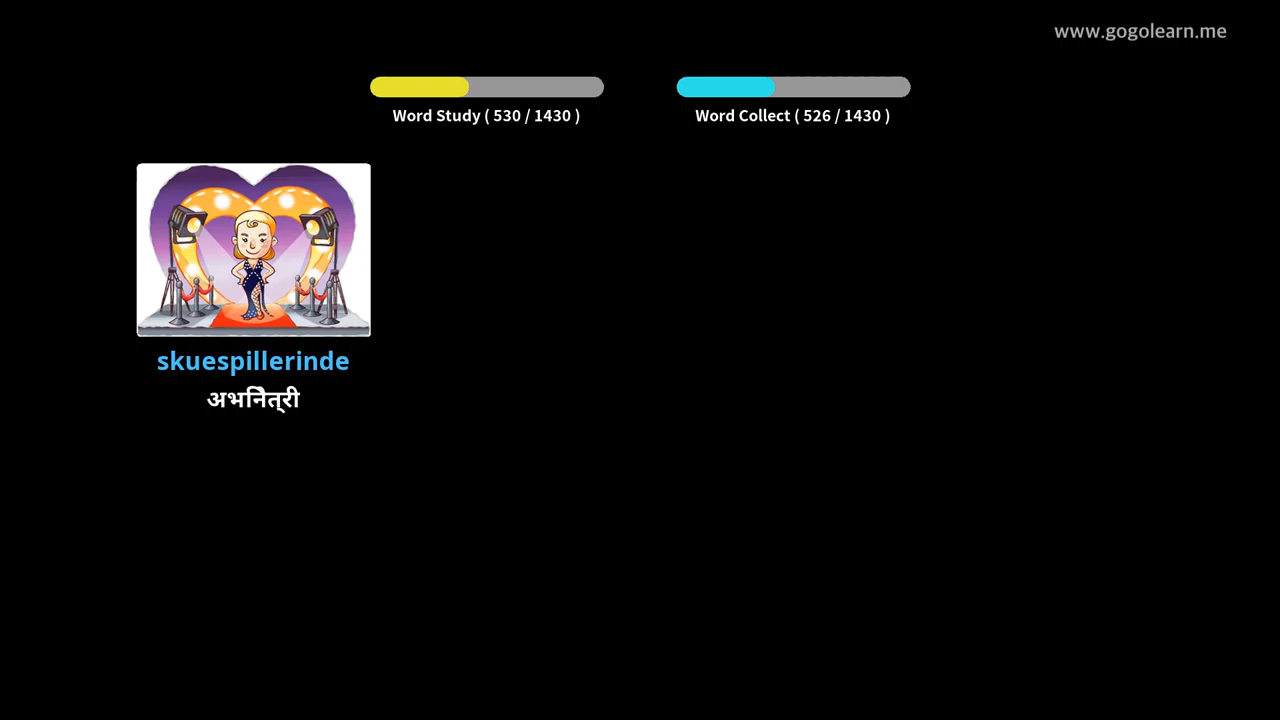 www.gogolearn.me
Word Study ( 530 / 1430 )
Word Collect ( 526 / 1430 )
skuespillerinde
अभिनेत्री